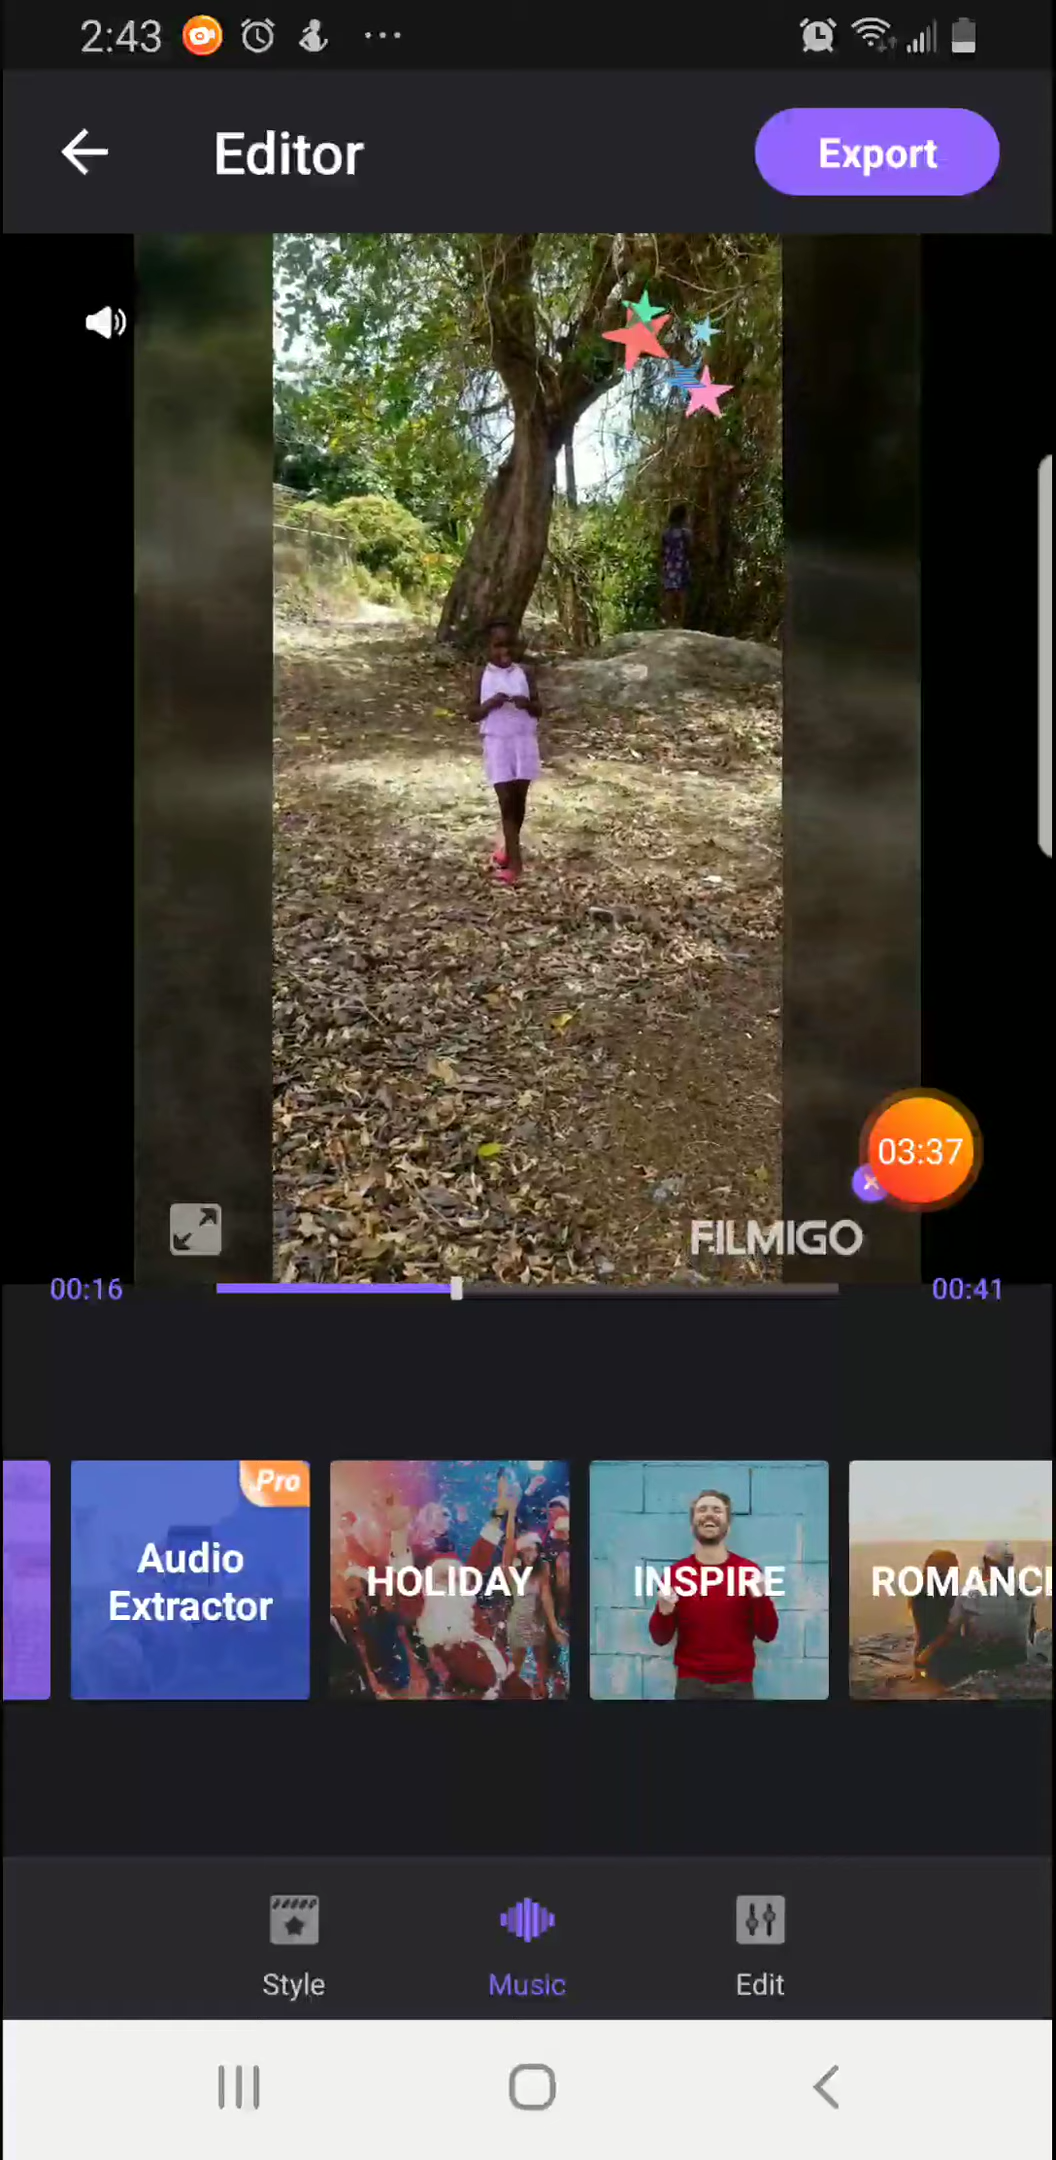 2:43
Editor
Export
03:37
FILMIGO
00:16
00:41
Pro
Audio
Extractor
HOLIDAY
INSPIRE
ROMANC
Style
Music
Edit